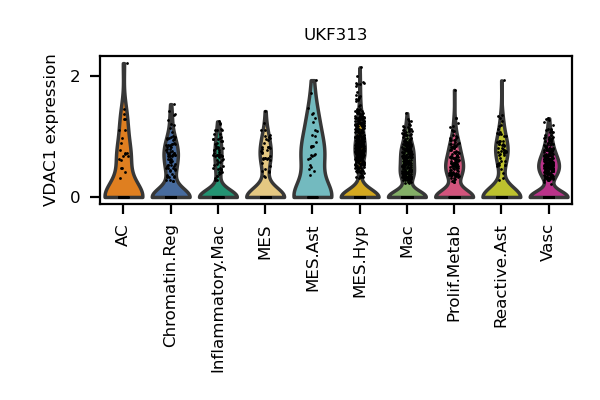 UKF313
VDAC1 expression
2
0
AC
Chromatin.Reg
Inflammatory.Mac
MES
MES.Ast
MES.Hyp
Mac
Prolif.Metab
Reactive.Ast
Vasc